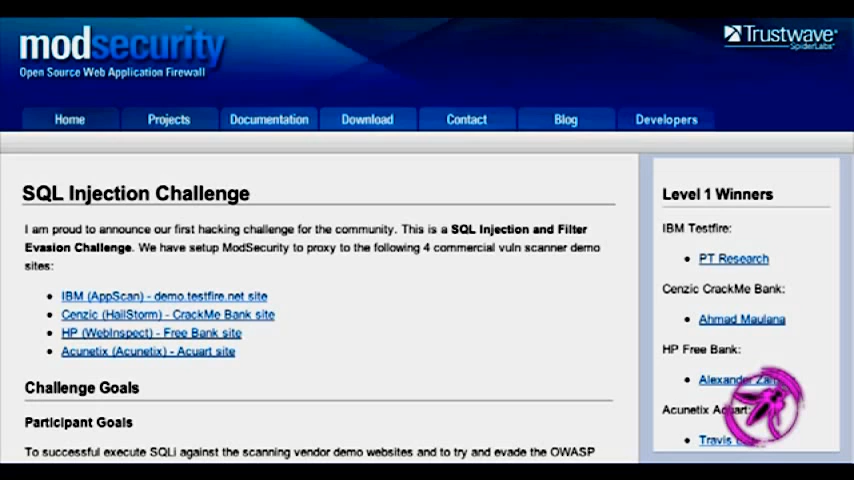 modsecurity
Open Source Web Application Firewall
Trustwave®
SpiderLabs®
Home
Projects
Documentation
Download
Contact
Blog
Developers
SQL Injection Challenge
I am proud to announce our first hacking challenge for the community. This is a SQL Injection and Filter
Evasion Challenge. We have setup ModSecurity to proxy to the following 4 commercial vuln scanner demo
sites:
IBM (AppScan) - demo.testfire.net site
Cenzic (HailStorm) - CrackMe Bank site
HP (WebInspect) - Free Bank site
Acunetix (Acunetix) - Acuart site
Challenge Goals
Participant Goals
To successful execute SQLi against the scanning vendor demo websites and to try and evade the OWASP
Level 1 Winners
IBM Testfire:
PT Research
Cenzic CrackMe Bank:
Ahmad Maulana
HP Free Bank:
Alexander
Acunetix Acuart:
Travis